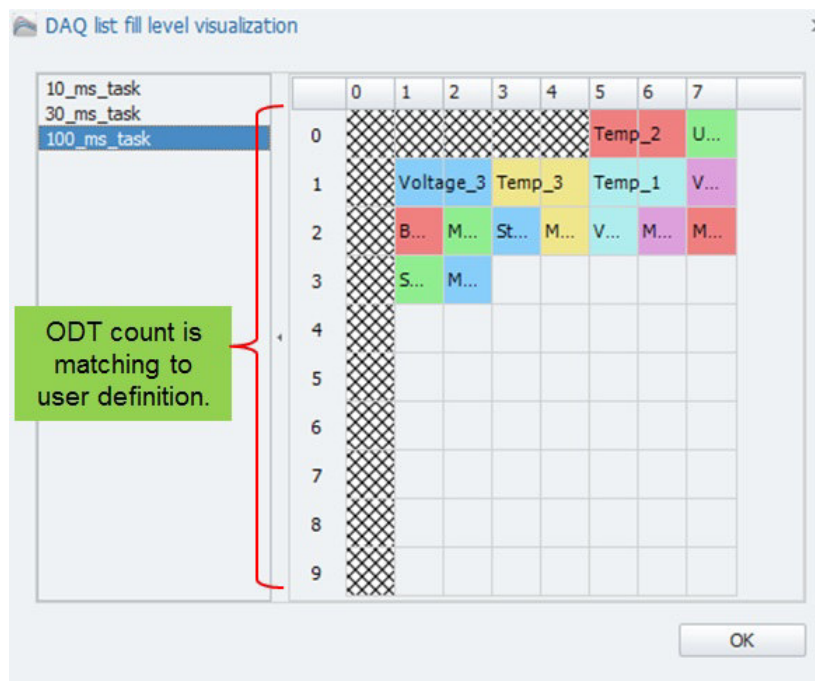 DAQ list fill level visualization
10_ms_task
30_ms_task
100_ms_task
0 1 2 3 4 5 6 7
0 Temp_2 U...
1 Voltage_3 Temp_3 Temp_1 V...
2 B... M... St... M... V... M... M...
3 S... M...
4
5
6
7
8
9
ODT count is
matching to
user definition.
OK